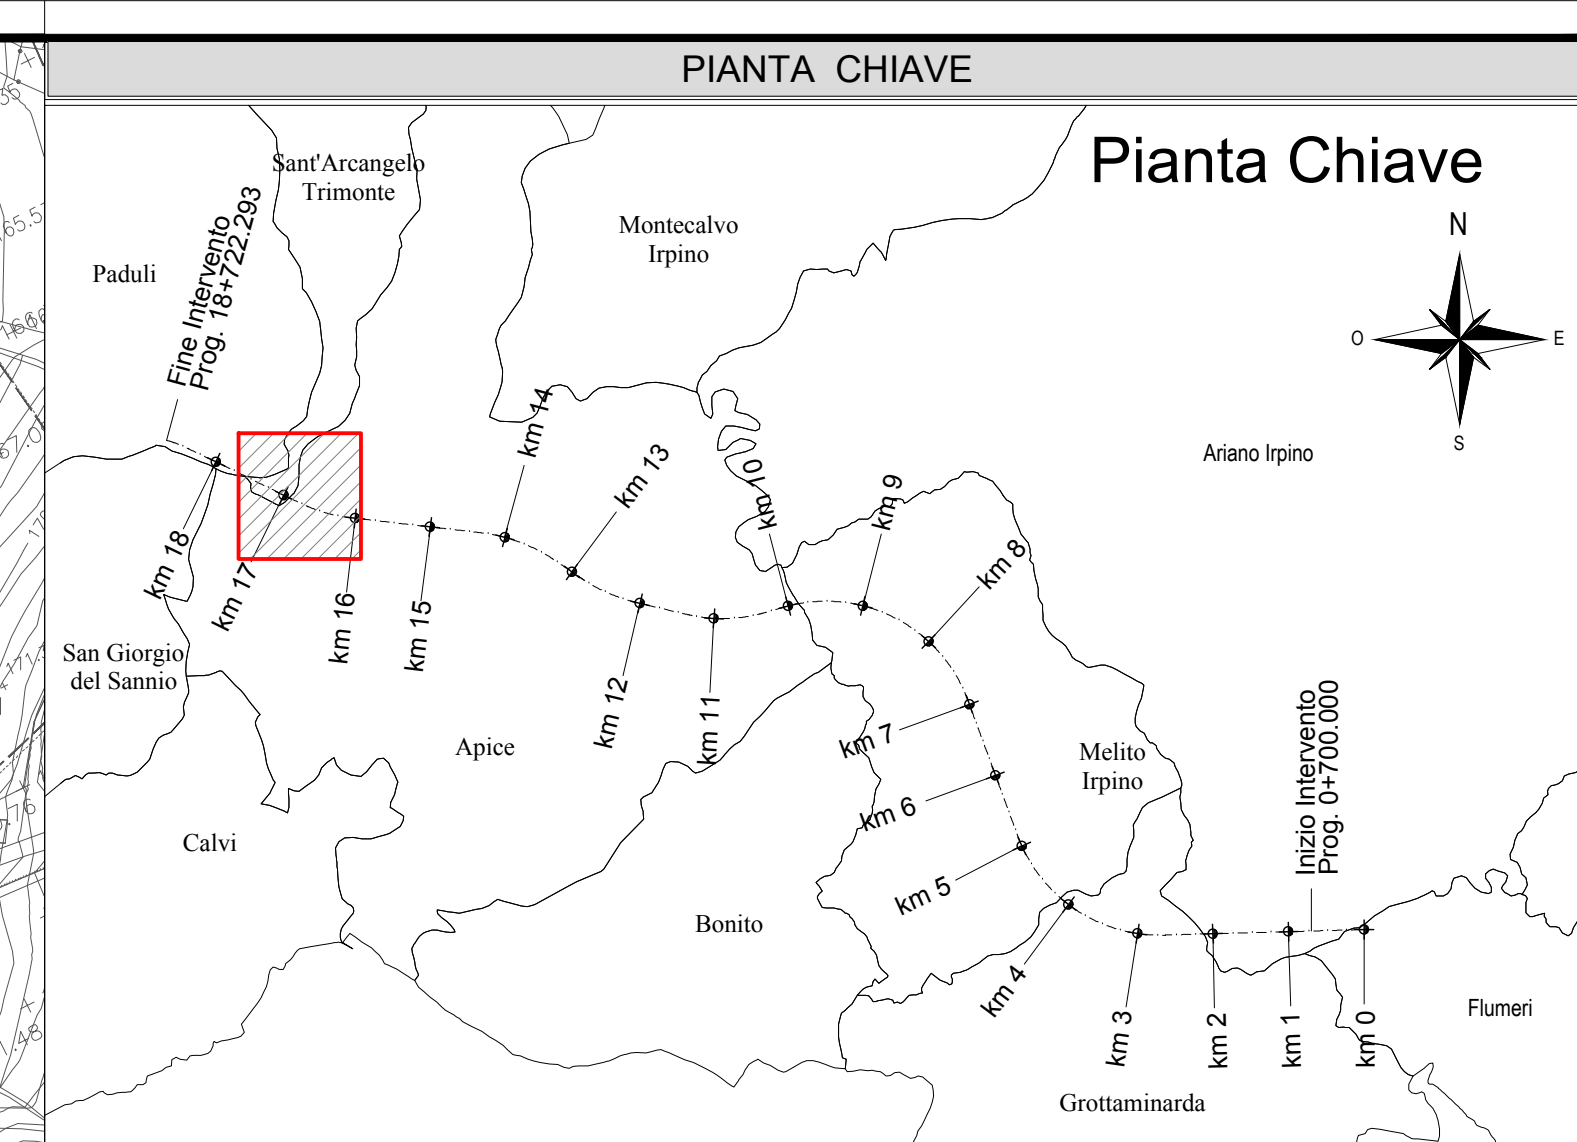 PIANTA CHIAVE
Pianta Chiave
Sant'Arcangelo
Trimonte
Montecalvo
Irpino
Paduli
Fine Intervento
Prog. 18+722.293
N
O
E
S
Ariano Irpino
km 14
km 13
km 10
km 9
km 8
km 18
km 17
km 16
km 15
San Giorgio
del Sannio
km 12
km 11
km 7
Apice
Melito
Irpino
Inizio Intervento
Prog. 0+700.000
km 6
Calvi
km 5
Bonito
km 4
km 3
km 2
km 1
km 0
Flumeri
Grottaminarda